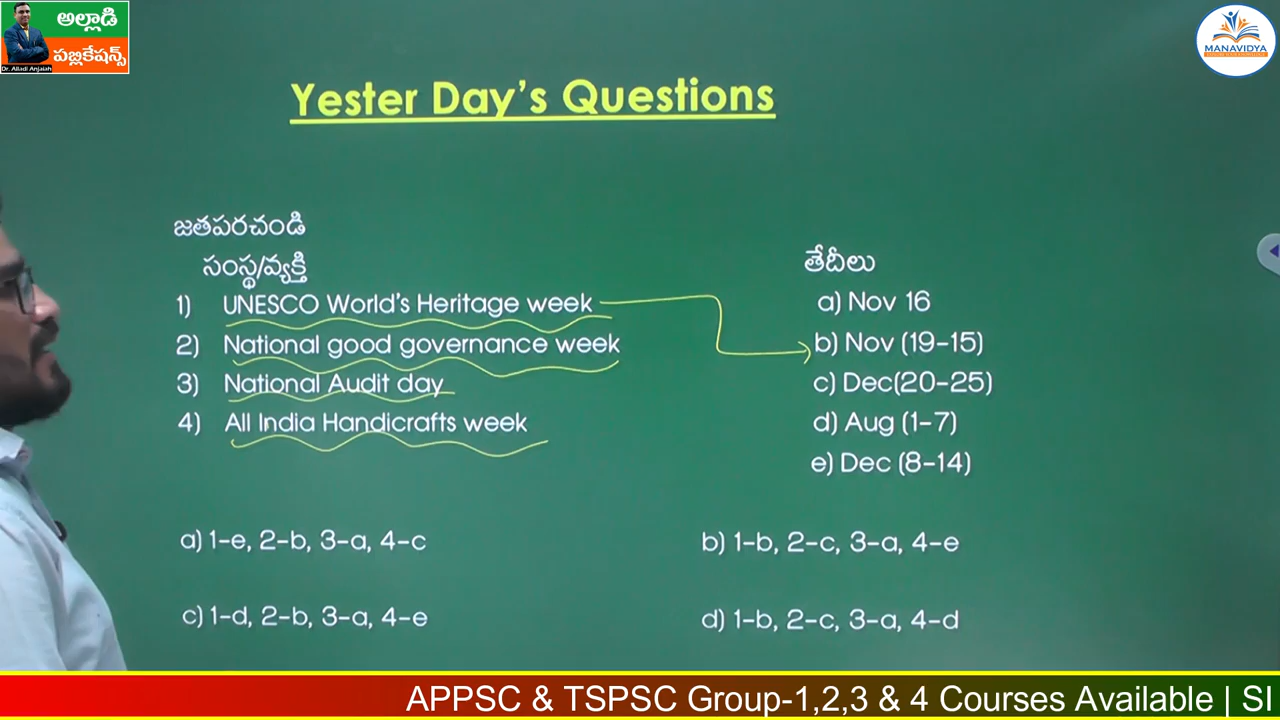 అల్లాడి
పబ్లికేషన్స్
Dr. Alladi Anjaiah
MANAVIDYA
Yester Day's Questions
జతపరచండి
సంస్థ/వ్యక్తి
తేదీలు
1) UNESCO World's Heritage week
a) Nov 16
2) National good governance week
b) Nov (19-15)
3) National Audit day
c) Dec(20-25)
4) All India Handicrafts week
d) Aug (1-7)
e) Dec (8-14)
a) 1-e, 2-b, 3-a, 4-c
b) 1-b, 2-c, 3-a, 4-e
c) 1-d, 2-b, 3-a, 4-e
d) 1-b, 2-c, 3-a, 4-d
APPSC & TSPSC Group-1,2,3 & 4 Courses Available | SI